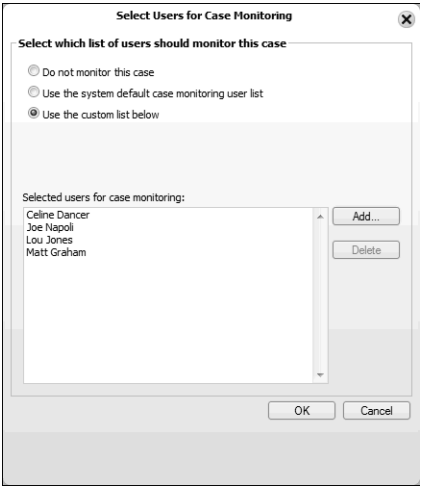 Select Users for Case Monitoring
Select which list of users should monitor this case
Do not monitor this case
Use the system default case monitoring user list
Use the custom list below
Selected users for case monitoring:
Celine Dancer
Joe Napoli
Lou Jones
Matt Graham
Add...
Delete
OK Cancel